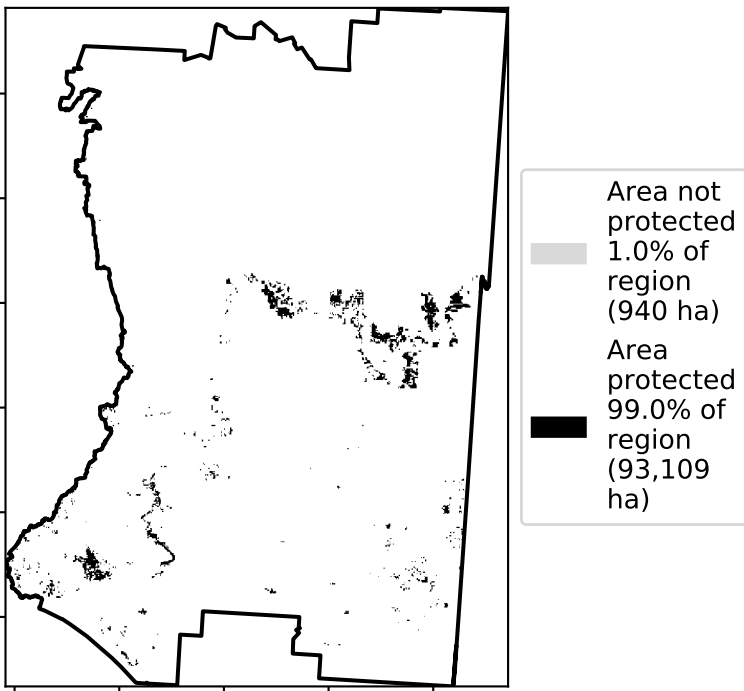 Area not
protected
1.0% of
region
(940 ha)
Area
protected
99.0% of
region
(93,109
ha)